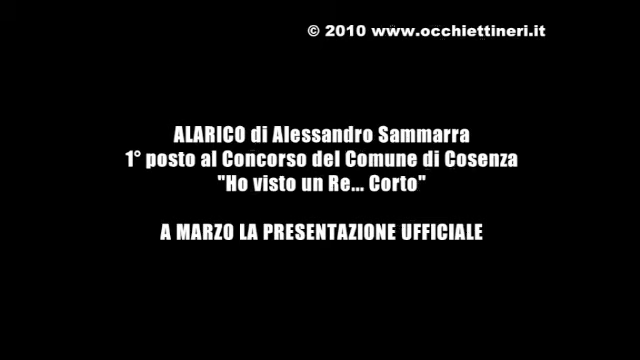 © 2010 www.occhiettineri.it
ALARICO di Alessandro Sammarra
1° posto al Concorso del Comune di Cosenza
"Ho visto un Re... Corto"
A MARZO LA PRESENTAZIONE UFFICIALE